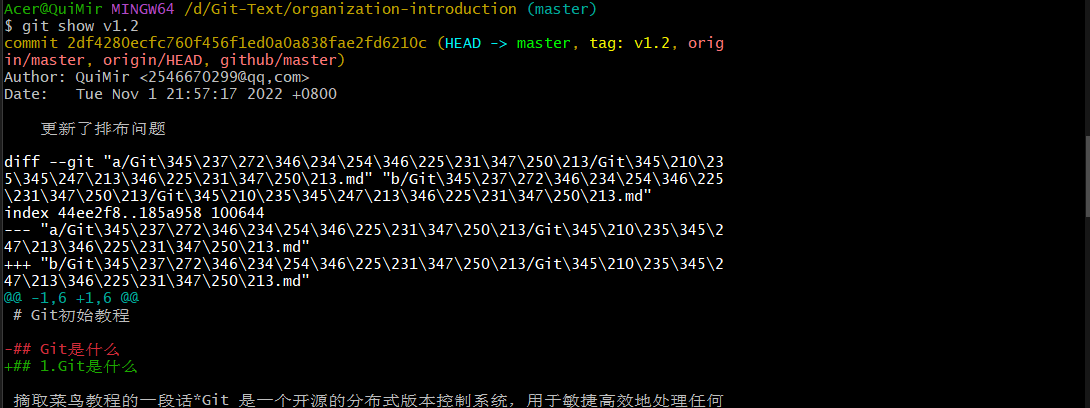 Acer@QuiMir MINGW64 /d/Git-Text/organization-introduction (master)
$ git show v1.2
commit 2df4280ecfc760f456f1ed0a0a838fae2fd6210c (HEAD -> master, tag: v1.2, orig
in/master, origin/HEAD, github/master)
Author: QuiMir <2546670299@qq,com>
Date:   Tue Nov 1 21:57:17 2022 +0800
更新了排布问题
diff --git "a/Git\345\237\272\346\234\254\346\225\231\347\250\213/Git\345\210\23
5\345\247\213\346\225\231\347\250\213.md" "b/Git\345\237\272\346\234\254\346\225
\231\347\250\213/Git\345\210\235\345\247\213\346\225\231\347\250\213.md"
index 44ee2f8..185a958 100644
--- "a/Git\345\237\272\346\234\254\346\225\231\347\250\213/Git\345\210\235\345\2
47\213\346\225\231\347\250\213.md"
+++ "b/Git\345\237\272\346\234\254\346\225\231\347\250\213/Git\345\210\235\345\2
47\213\346\225\231\347\250\213.md"
@@ -1,6 +1,6 @@
# Git初始教程
-## Git是什么
+## 1.Git是什么
摘取菜鸟教程的一段话*Git 是一个开源的分布式版本控制系统，用于敏捷高效地处理任何